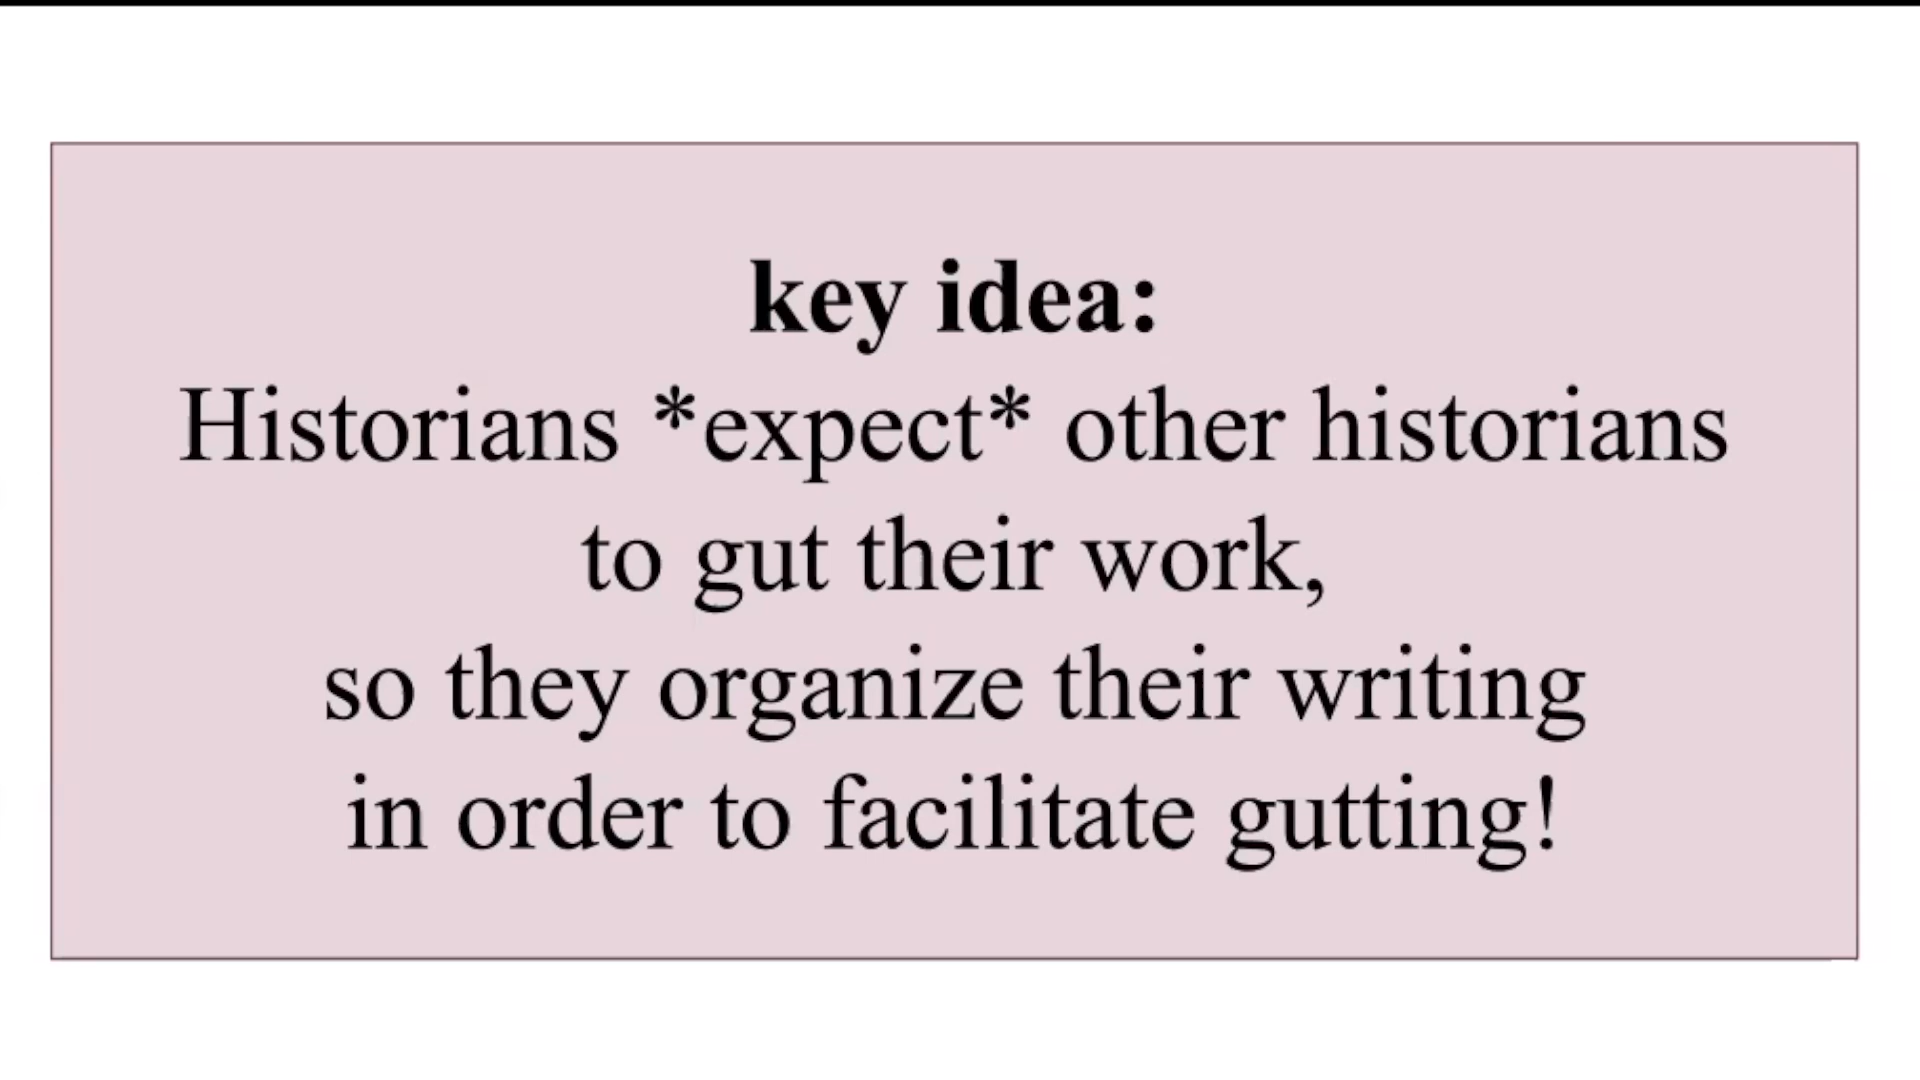 key idea:
Historians *expect* other historians
to gut their work,
so they organize their writing
in order to facilitate gutting!